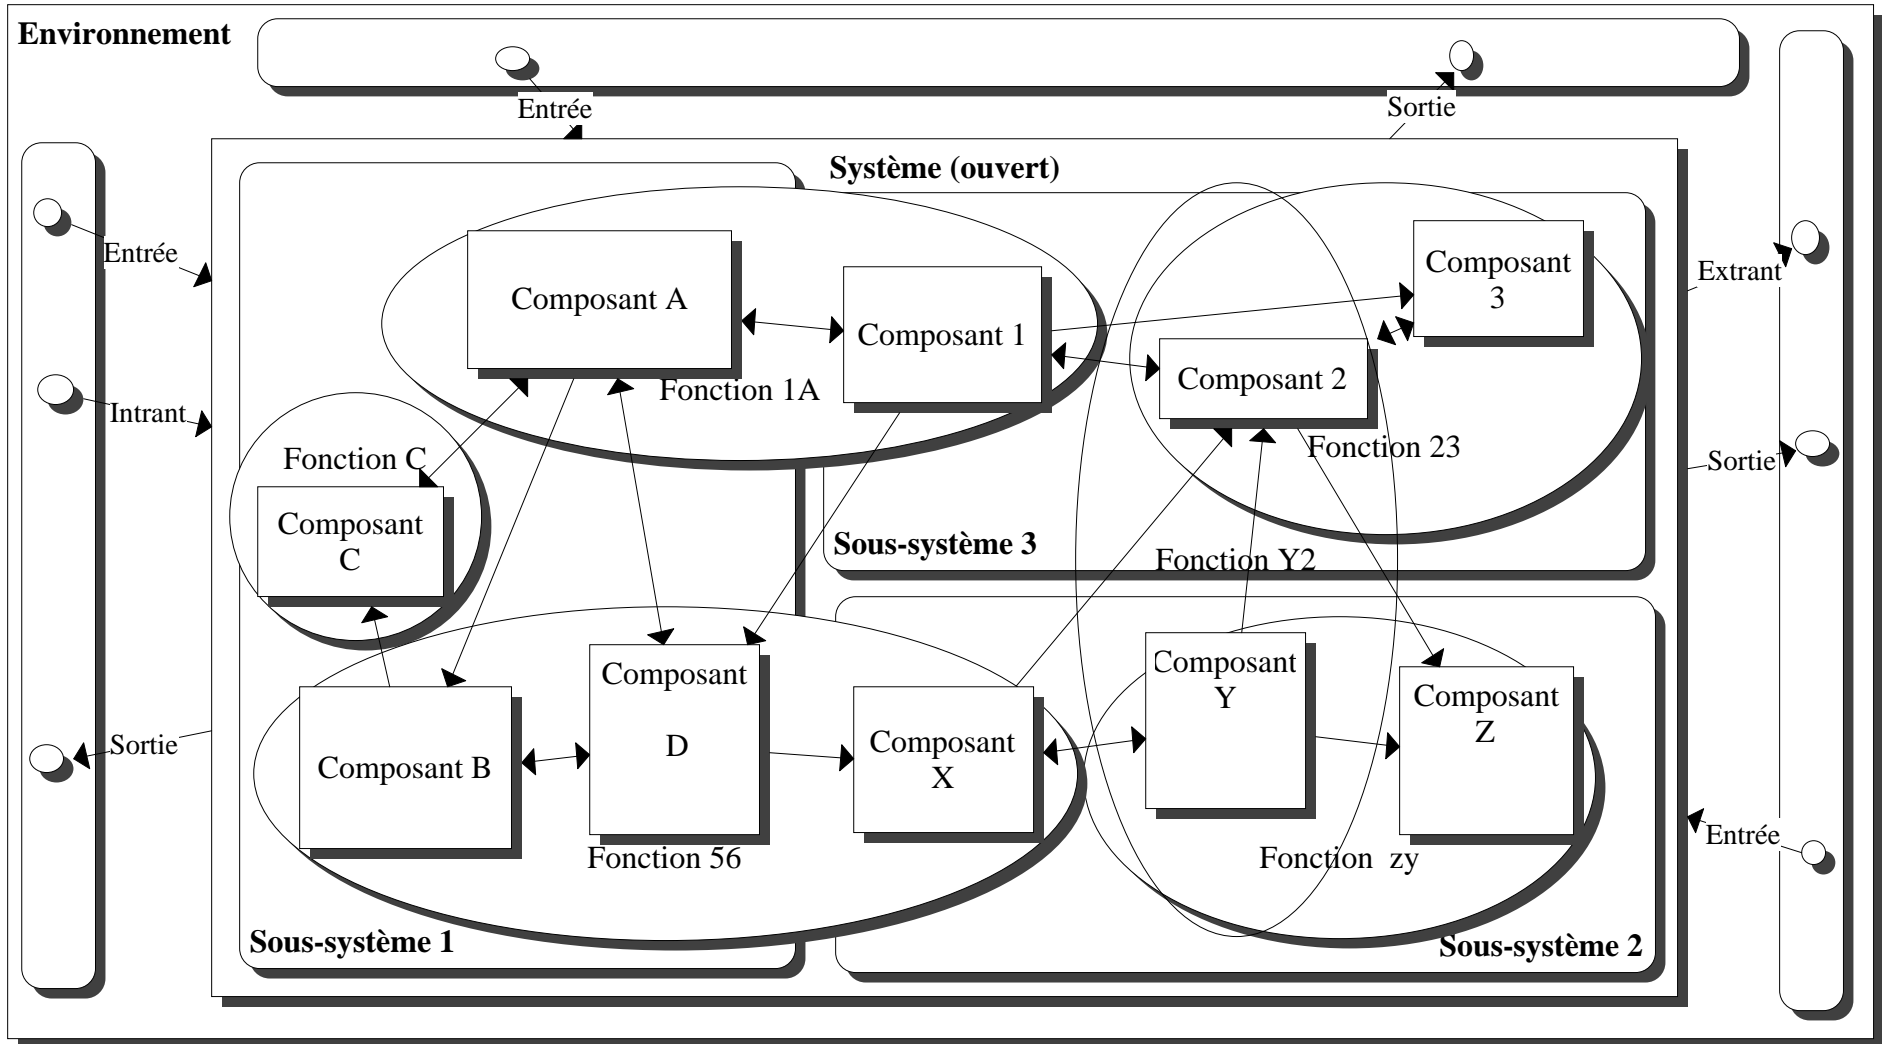 Environnement
Entrée
Sortie
Système (ouvert)
Entrée
Extrant
Composant A
Composant 1
Composant
3
Composant 2
Fonction 1A
Intrant
Fonction C
Fonction 23
Sortie
Composant
C
Sous-système 3
Fonction Y2
Composant
D
Composant
Y
Composant
Z
Sortie
Composant B
Composant
X
Entrée
Fonction 56
Fonction zy
Sous-système 1
Sous-système 2